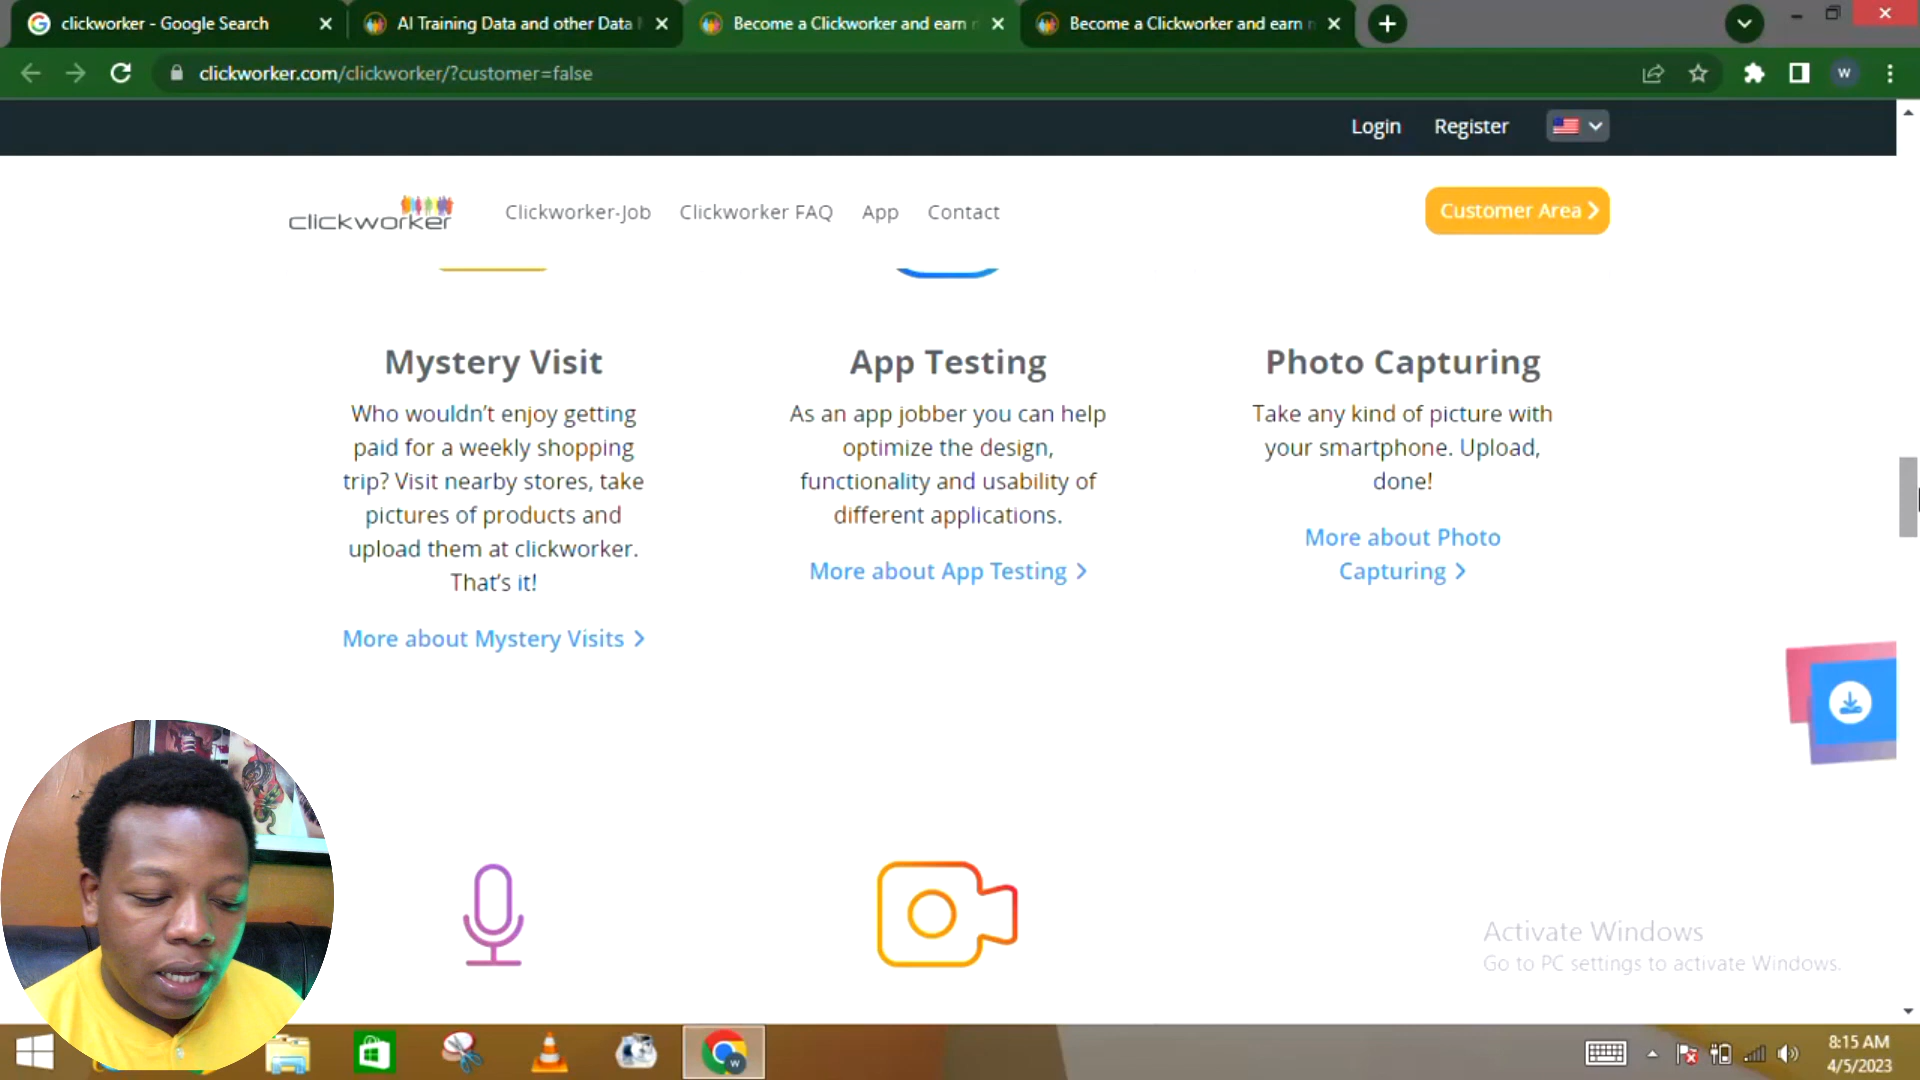 clickworker - Google Search
AI Training Data and other Data
Become a Clickworker and earn
Become a Clickworker and earn
clickworker.com/clickworker/?customer=false
W
Login
Register
clickworker
Clickworker-Job
Clickworker FAQ
App
Contact
Customer Area
Mystery Visit
Who wouldn't enjoy getting
paid for a weekly shopping
trip? Visit nearby stores, take
pictures of products and
upload them at clickworker.
That's it!
More about Mystery Visits
App Testing
As an app jobber you can help
optimize the design,
functionality and usability of
different applications.
More about App Testing
Photo Capturing
Take any kind of picture with
your smartphone. Upload,
done!
More about Photo
Capturing
Activate Windows
Go to PC settings to activate Windows.
W
8:15 AM
4/5/2023